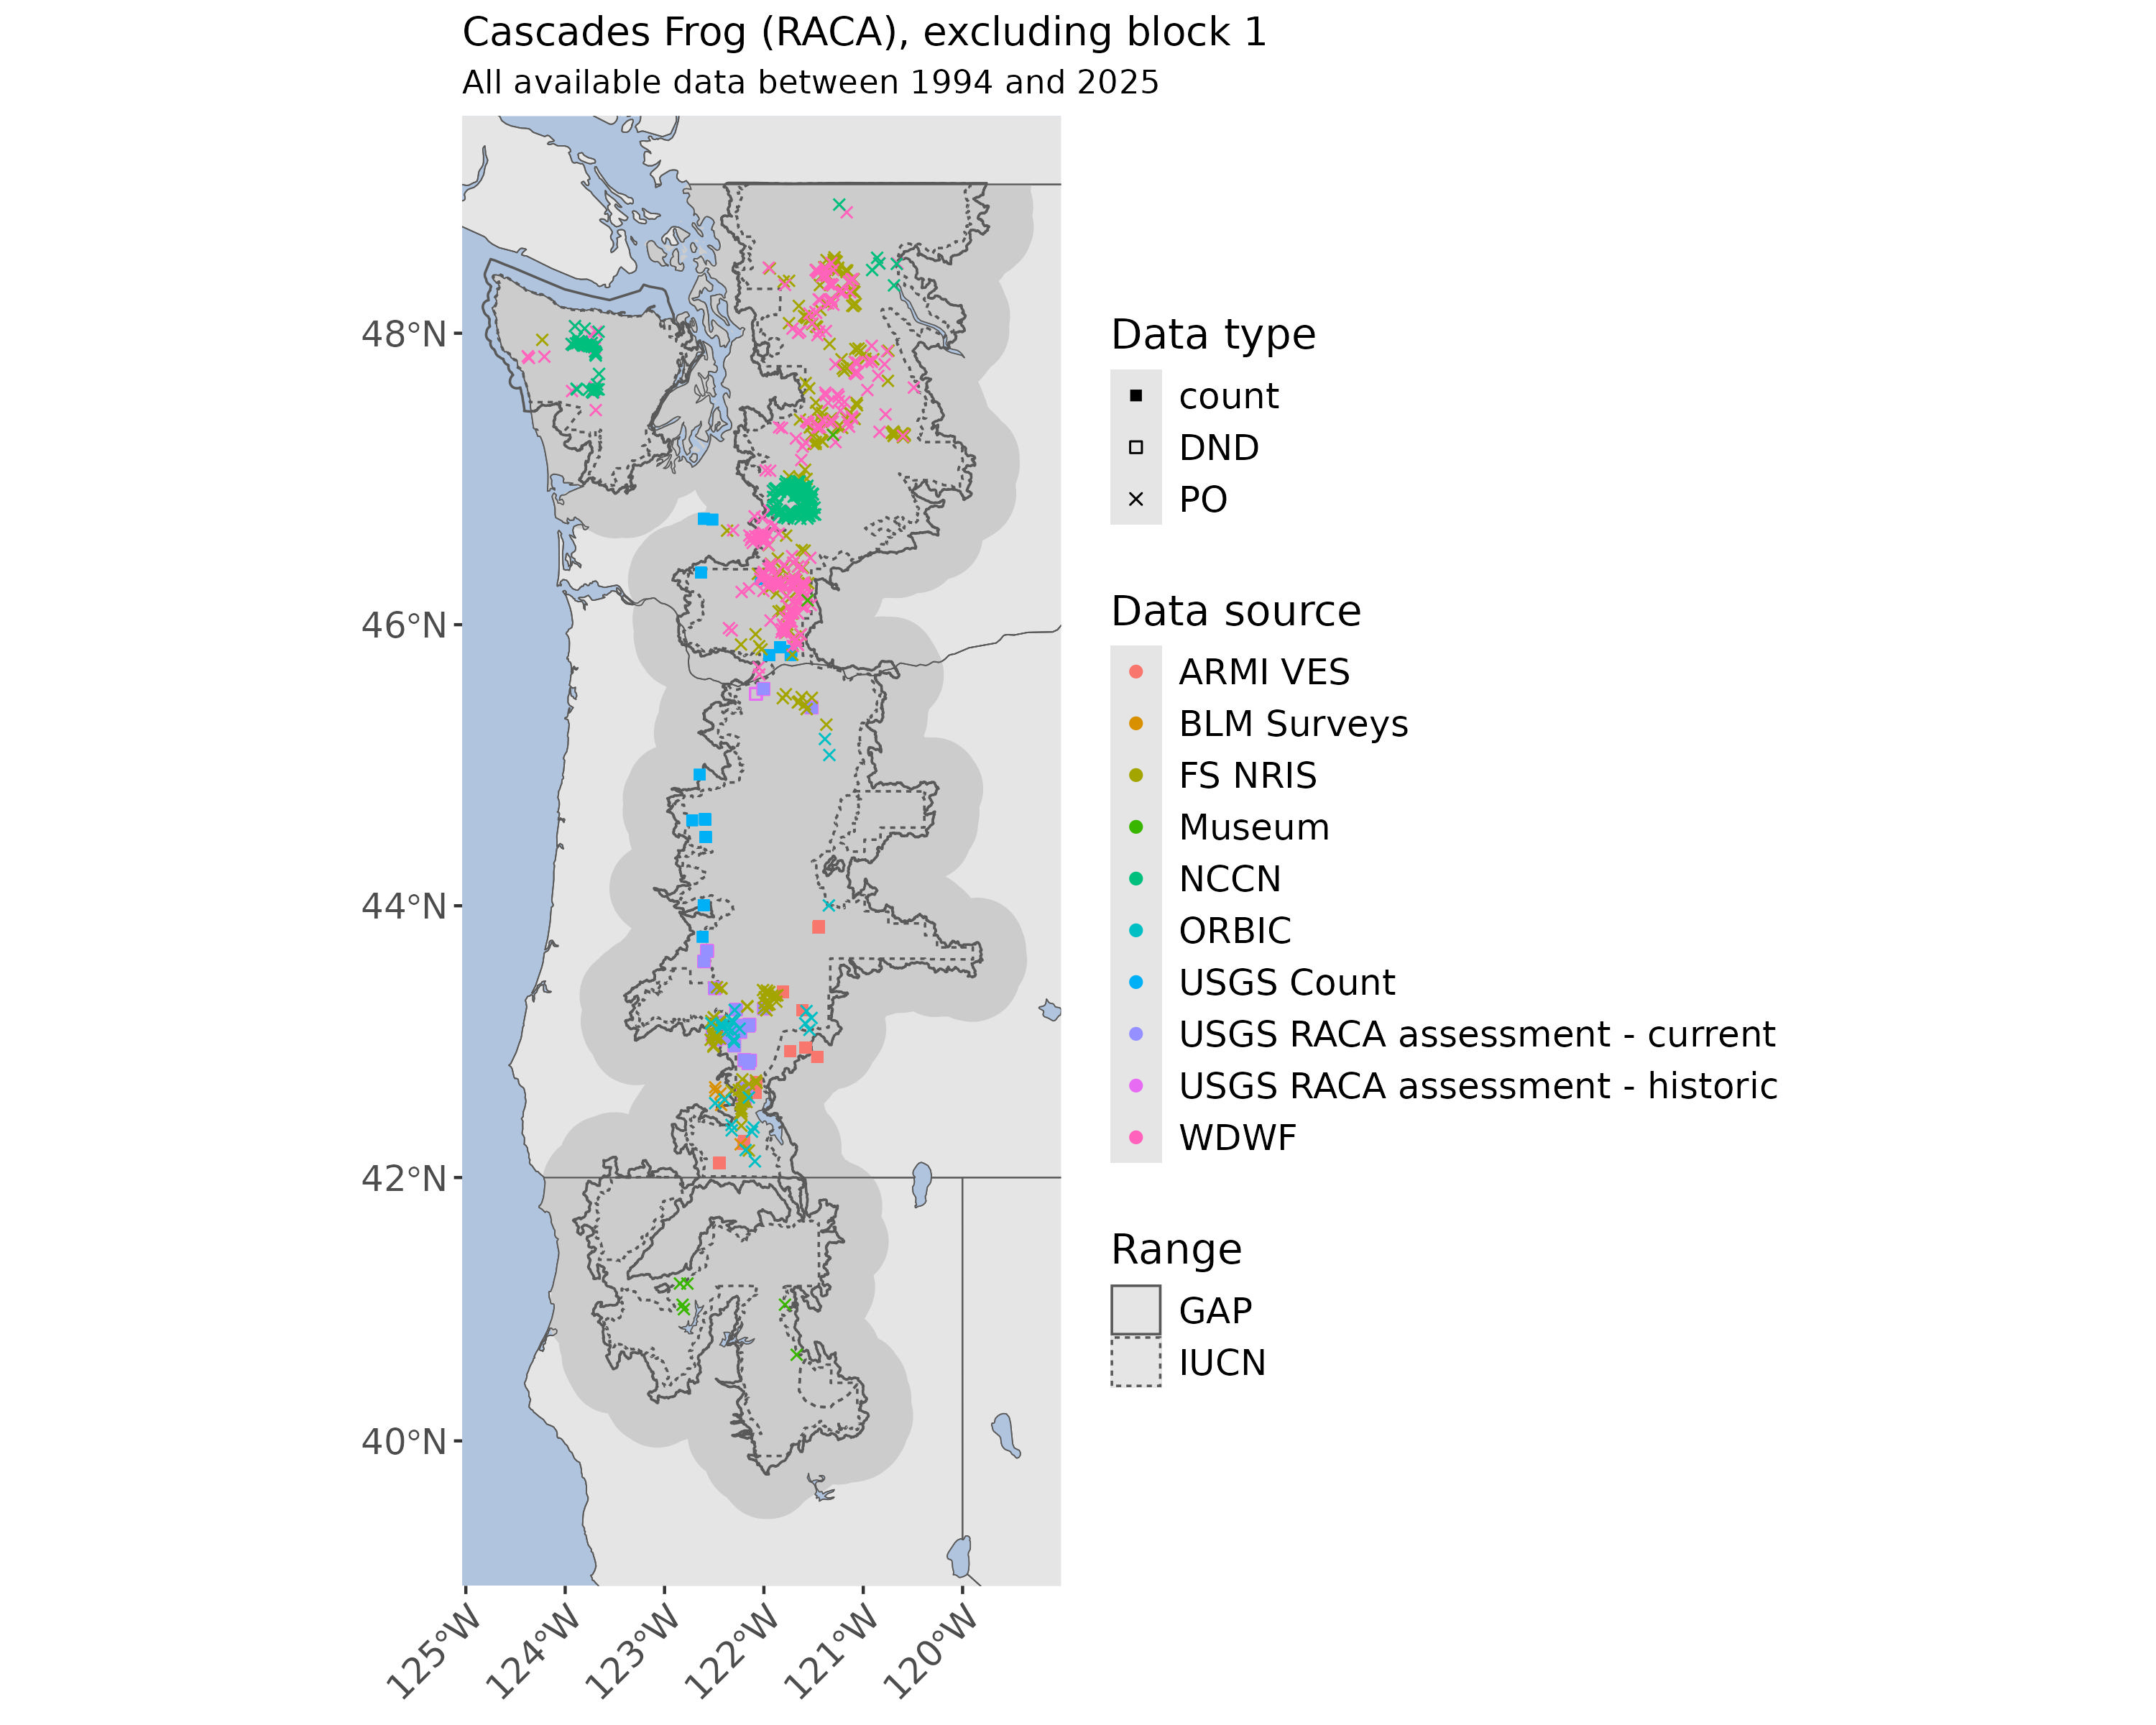 Cascades Frog (RACA), excluding block 1
All available data between 1994 and 2025
48°N
46°N
44°N
42°N
40°N
125°W
124°W
123°W
122°W
121°W
120°W
Data type
count
DND
PO
Data source
ARMI VES
BLM Surveys
FS NRIS
Museum
NCCN
ORBIC
USGS Count
USGS RACA assessment - current
USGS RACA assessment - historic
WDWF
Range
GAP
IUCN